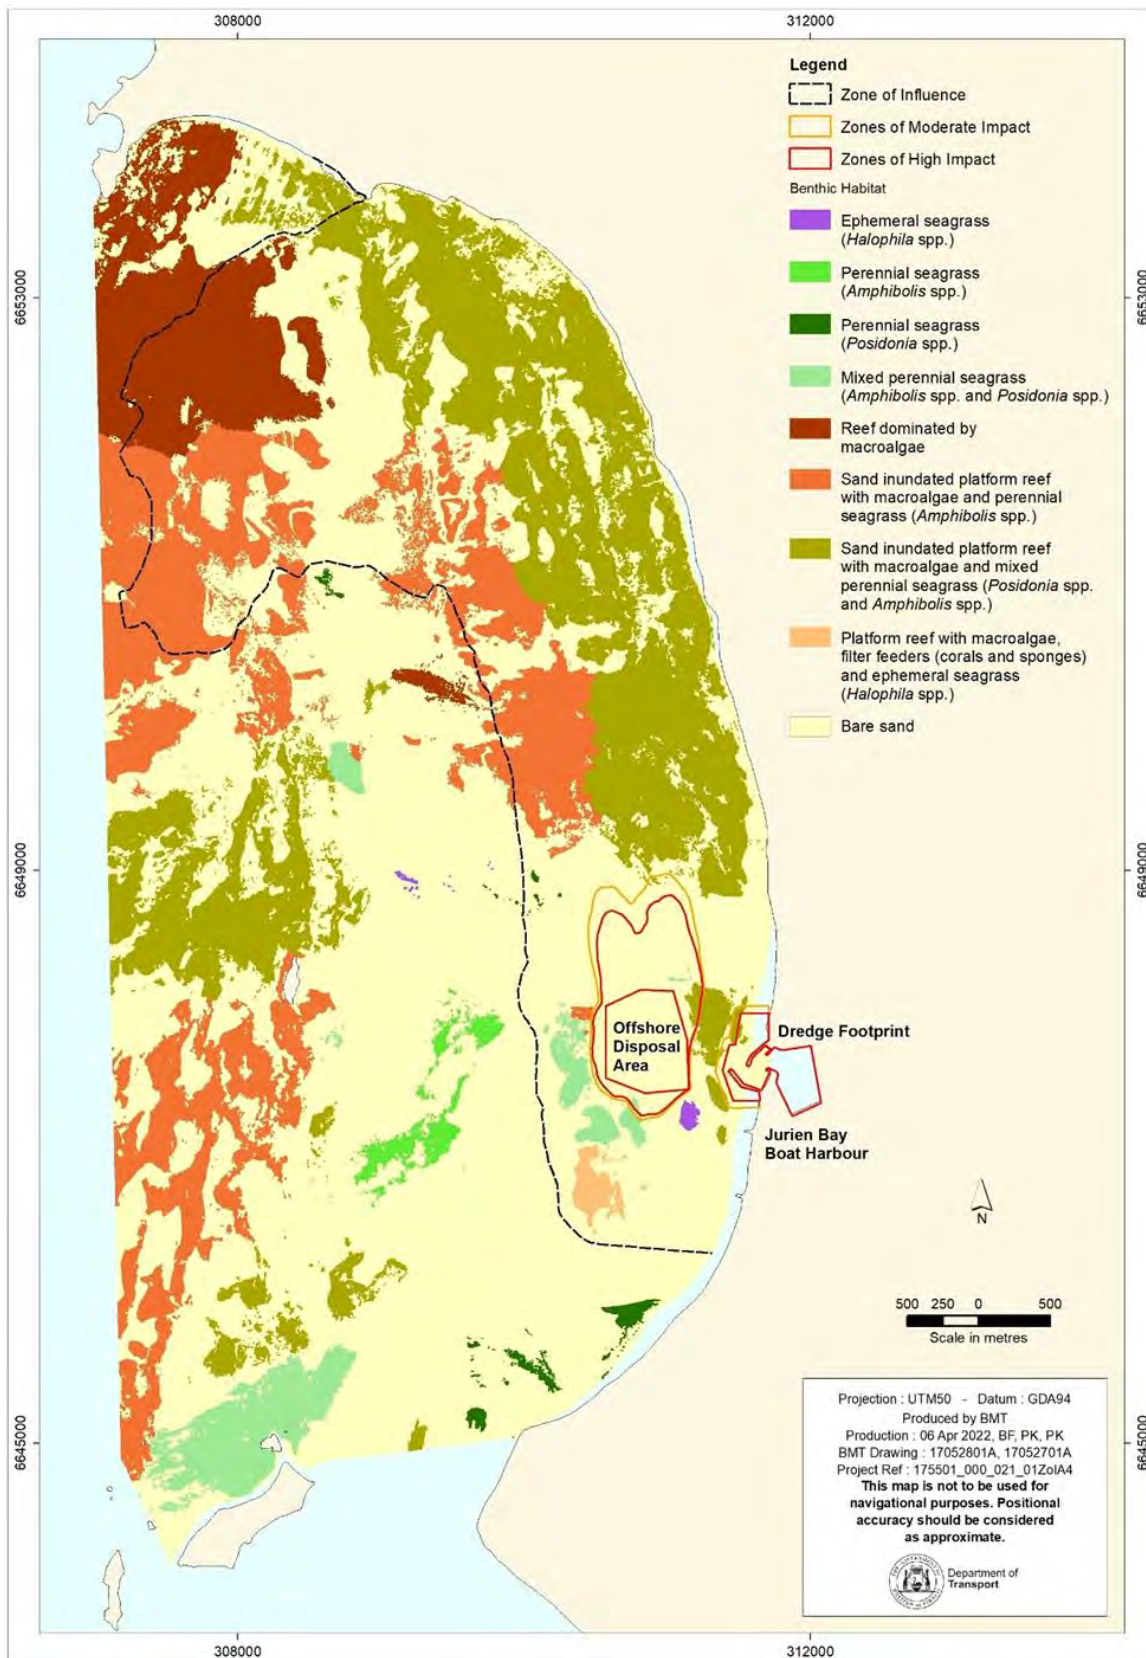 308000
312000
Legend
Zone of Influence
Zones of Moderate Impact
Zones of High Impact
Benthic Habitat
Ephemeral seagrass
(Halophila spp.)
Perennial seagrass
(Amphibolis spp.)
Perennial seagrass
(Posidonia spp.)
Mixed perennial seagrass
(Amphibolis spp. and Posidonia spp.)
Reef dominated by
macroalgae
Sand inundated platform reef
with macroalgae and perennial
seagrass (Amphibolis spp.)
Sand inundated platform reef
with macroalgae and mixed
perennial seagrass (Posidonia spp.
and Amphibolis spp.)
Platform reef with macroalgae,
filter feeders (corals and sponges)
and ephemeral seagrass
(Halophila spp.)
Bare sand
6653000
6653000
6649000
6649000
Offshore
Disposal
Area
Dredge Footprint
Jurien Bay
Boat Harbour
N
500 250 0 500
Scale in metres
6645000
6645000
Projection : UTM50 - Datum : GDA94
Produced by BMT
Production : 06 Apr 2022, BF, PK, PK
BMT Drawing : 17052801A, 17052701A
Project Ref : 175501_000_021_01ZoIA4
This map is not to be used for
navigational purposes. Positional
accuracy should be considered
as approximate.
Department of
Transport
308000
312000